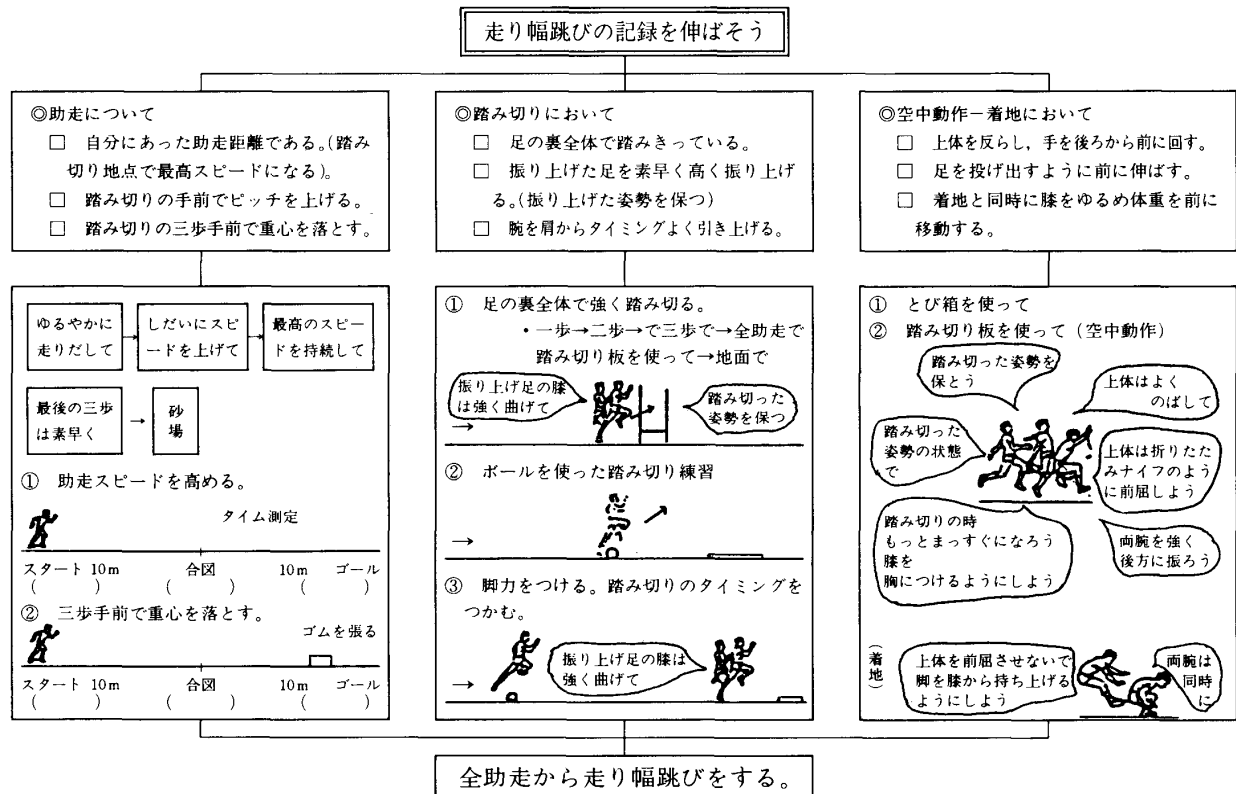 走り幅跳びの記録を伸ばそう
◎助走について
□ 自分にあった助走距離である。(踏み
切り地点で最高スピードになる)。
□ 踏み切りの手前でピッチを上げる。
□ 踏み切りの三歩手前で重心を落とす。
ゆるやかに
走りだして
→
しだいにスピ
ードを上げて
→
最高のスピー
ドを持続して
最後の三歩
は素早く
→
砂
場
① 助走スピードを高める。
タイム測定
スタート 10m 合図 10m ゴール
( ) ( ) ( )
② 三歩手前で重心を落とす。
ゴムを張る
スタート 10m 合図 10m ゴール
( ) ( ) ( )
◎踏み切りにおいて
□ 足の裏全体で踏みきっている。
□ 振り上げた足を素早く高く振り上げ
る。(振り上げた姿勢を保つ)
□ 腕を肩からタイミングよく引き上げる。
① 足の裏全体で強く踏み切る。
・一歩→二歩→で三歩で→全助走で
踏み切り板を使って→地面で
振り上げ足の膝
は強く曲げて
踏み切った
姿勢を保つ
→
② ボールを使った踏み切り練習
→
③ 脚力をつける。踏み切りのタイミングを
つかむ。
振り上げ足の膝は
強く曲げて
→
◎空中動作－着地において
□ 上体を反らし，手を後ろから前に回す。
□ 足を投げ出すように前に伸ばす。
□ 着地と同時に膝をゆるめ体重を前に
移動する。
① とび箱を使って
② 踏み切り板を使って（空中動作）
踏み切った姿勢を
保とう
上体はよく
のばして
踏み切った
姿勢の状態
で
上体は折りたた
みナイフのよう
に前屈しよう
踏み切りの時
もっとまっすぐになろう
膝を
胸につけるようにしよう
両腕を強く
後方に振ろう
(着地)
上体を前屈させないで
脚を膝から持ち上げる
ようにしよう
両腕は
同時
に
全助走から走り幅跳びをする。